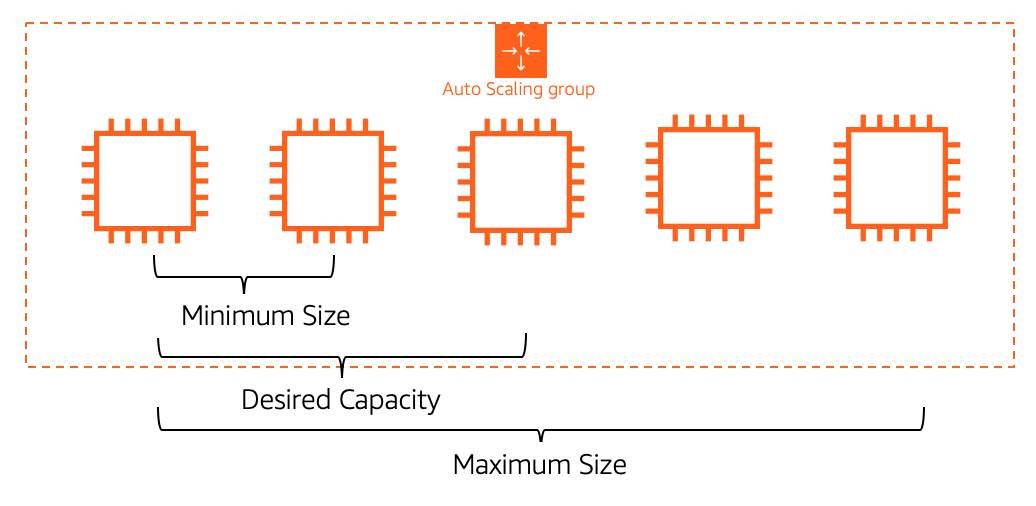 Auto Scaling group
Minimum Size
Desired Capacity
Maximum Size